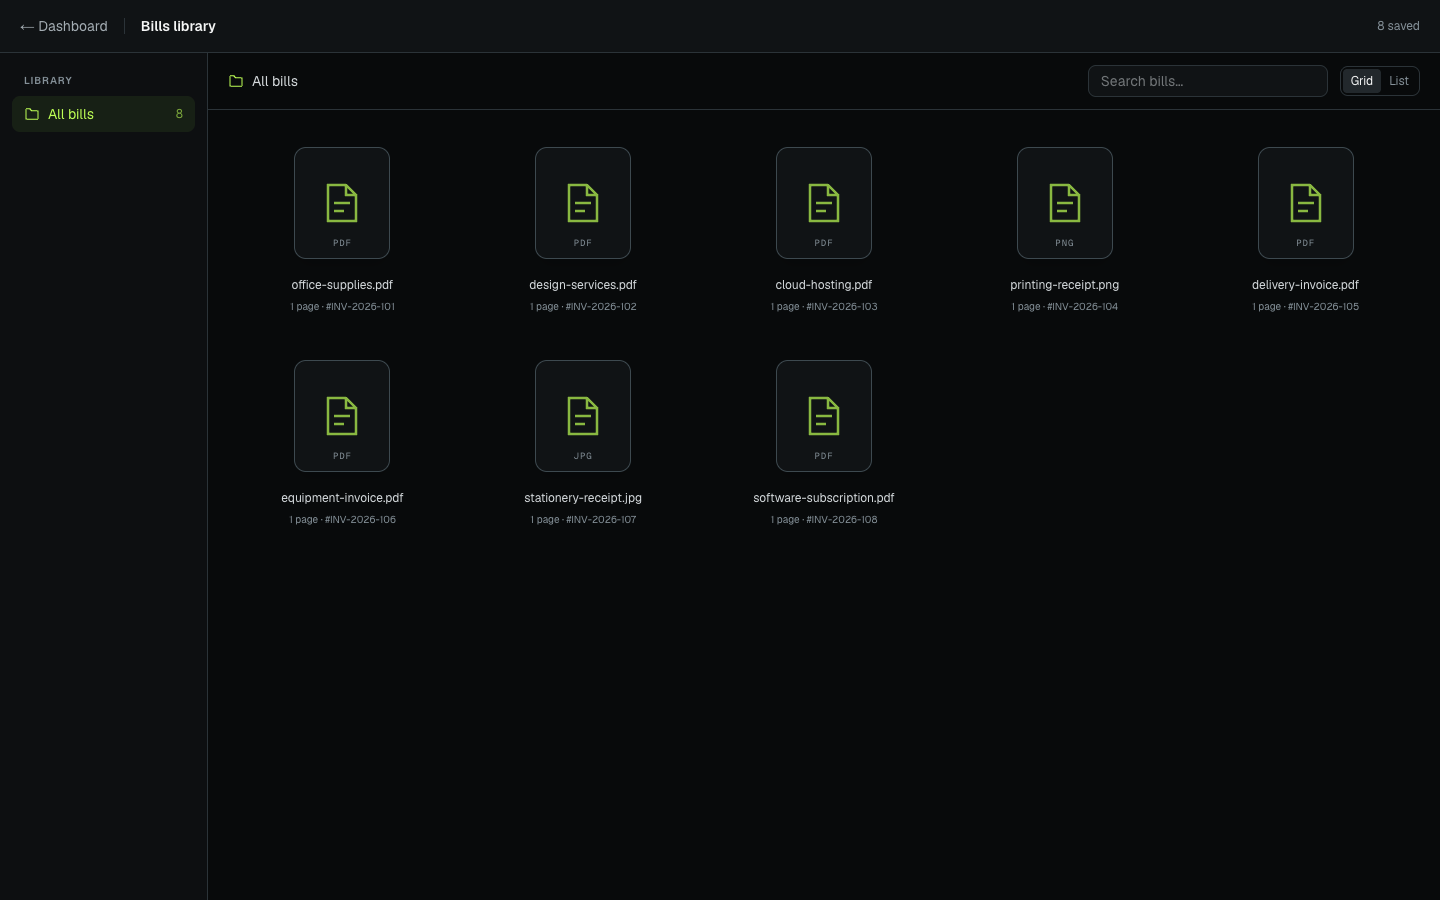 ← Dashboard
Bills library
8 saved
LIBRARY
All bills 8
All bills
Search bills...
Grid
List
PDF
PDF
PDF
PNG
PDF
office-supplies.pdf
design-services.pdf
cloud-hosting.pdf
printing-receipt.png
delivery-invoice.pdf
1 page · #INV-2026-101
1 page · #INV-2026-102
1 page · #INV-2026-103
1 page · #INV-2026-104
1 page · #INV-2026-105
PDF
JPG
PDF
equipment-invoice.pdf
stationery-receipt.jpg
software-subscription.pdf
1 page · #INV-2026-106
1 page · #INV-2026-107
1 page · #INV-2026-108